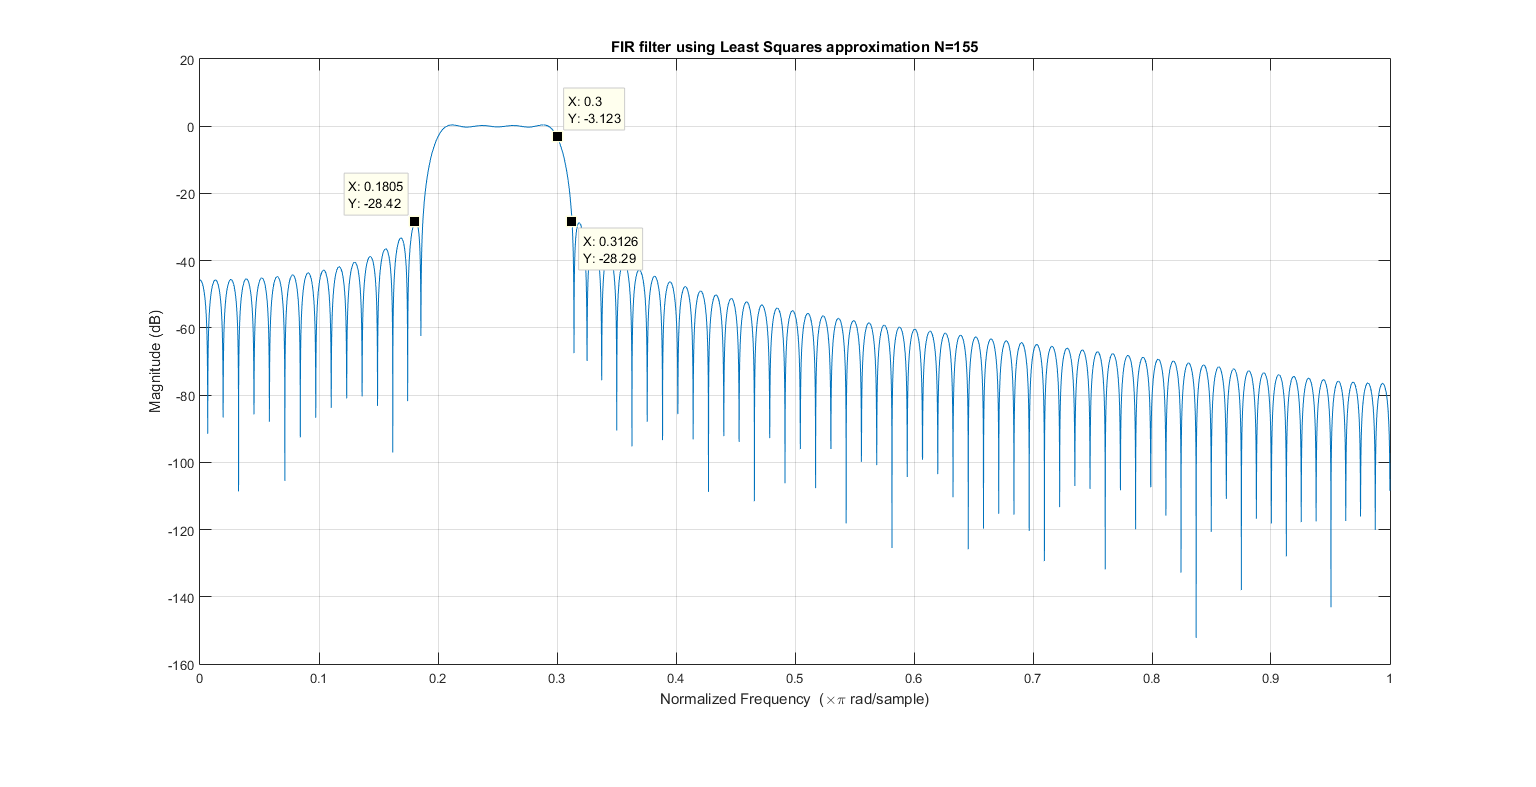 FIR filter using Least Squares approximation N=155
20
0
-20
-40
-60
-80
-100
-120
-140
-160
Magnitude (dB)
X: 0.3
Y: -3.123
X: 0.1805
Y: -28.42
X: 0.3126
Y: -28.29
0
0.1
0.2
0.3
0.4
0.5
0.6
0.7
0.8
0.9
1
Normalized Frequency (×π rad/sample)